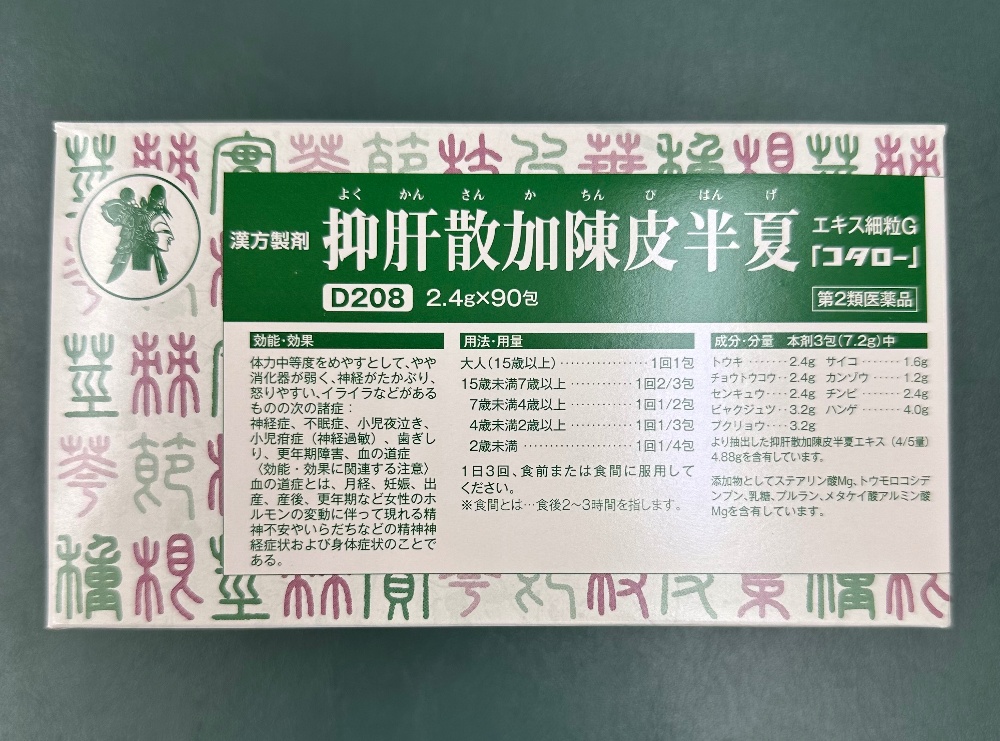 よくかんさんかちんぴはんげ
漢方製剤 抑肝散加陳皮半夏 エキス細粒G「コタロー」
D208 2.4g×90包
第2類医薬品
効能・効果
体力中等度をめやすとして、やや
消化器が弱く、神経がたかぶり、
怒りやすい、イライラなどがある
ものの次の諸症：
神経症、不眠症、小児夜泣き、
小児疳症（神経過敏）、歯ぎし
り、更年期障害、血の道症
〈効能・効果に関連する注意〉
血の道症とは、月経、妊娠、出
産、産後、更年期など女性のホ
ルモンの変動に伴って現れる精
神不安やいらだちなどの精神神
経症状および身体症状のことで
ある。
用法・用量
大人(15歳以上)‥‥‥‥‥‥1回1包
15歳未満7歳以上‥‥‥‥1回2/3包
7歳未満4歳以上‥‥‥‥1回1/2包
4歳未満2歳以上‥‥‥‥1回1/3包
2歳未満‥‥‥‥‥‥‥‥1回1/4包
1日3回、食前または食間に服用して
ください。
※食間とは…食後2〜3時間を指します。
成分・分量 本剤3包(7.2g)中
トウキ‥‥‥2.4g サイコ‥‥‥1.6g
チョウトウコウ‥2.4g カンゾウ‥‥1.2g
センキュウ‥‥2.4g チンピ‥‥‥2.4g
ビャクジュツ‥3.2g ハンゲ‥‥‥4.0g
ブクリョウ‥‥3.2g
より抽出した抑肝散加陳皮半夏エキス（4/5量）
4.88gを含有しています。
添加物としてステアリン酸Mg、トウモロコシデ
ンプン、乳糖、プルラン、メタケイ酸アルミン酸
Mgを含有しています。